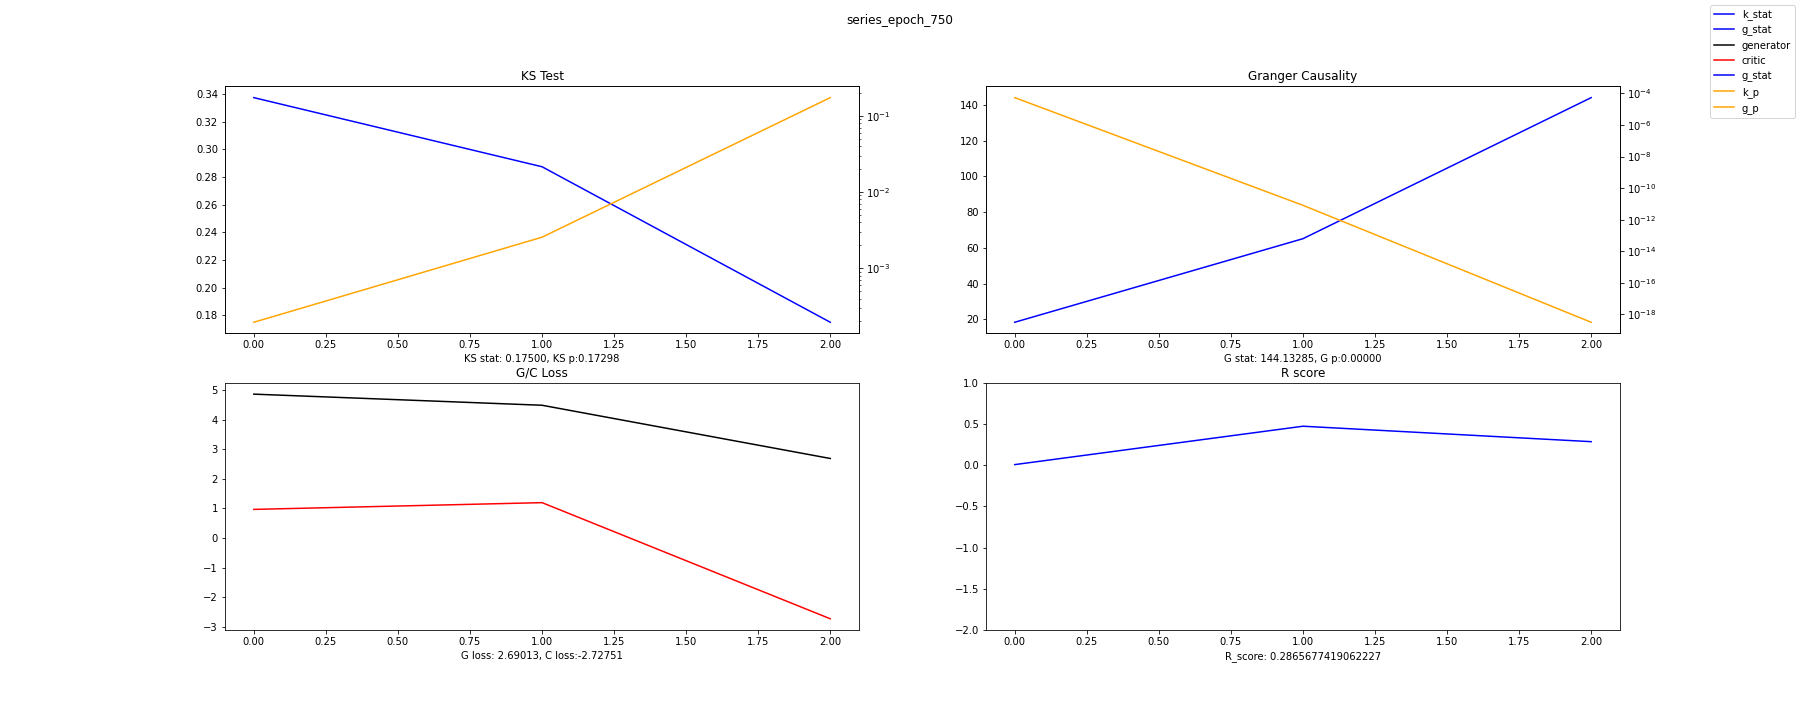 series_epoch_750
k_stat
g_stat
generator
critic
g_stat
k_p
g_p
KS Test
0.34
0.32
0.30
0.28
0.26
0.24
0.22
0.20
0.18
10⁻¹
10⁻²
10⁻³
0.00 0.25 0.50 0.75 1.00 1.25 1.50 1.75 2.00
KS stat: 0.17500, KS p:0.17298
Granger Causality
140
120
100
80
60
40
20
10⁻⁴
10⁻⁶
10⁻⁸
10⁻¹⁰
10⁻¹²
10⁻¹⁴
10⁻¹⁶
10⁻¹⁸
0.00 0.25 0.50 0.75 1.00 1.25 1.50 1.75 2.00
G stat: 144.13285, G p:0.00000
G/C Loss
5
4
3
2
1
0
−1
−2
−3
0.00 0.25 0.50 0.75 1.00 1.25 1.50 1.75 2.00
G loss: 2.69013, C loss:-2.72751
R score
1.0
0.5
0.0
−0.5
−1.0
−1.5
−2.0
0.00 0.25 0.50 0.75 1.00 1.25 1.50 1.75 2.00
R_score: 0.2865677419062227